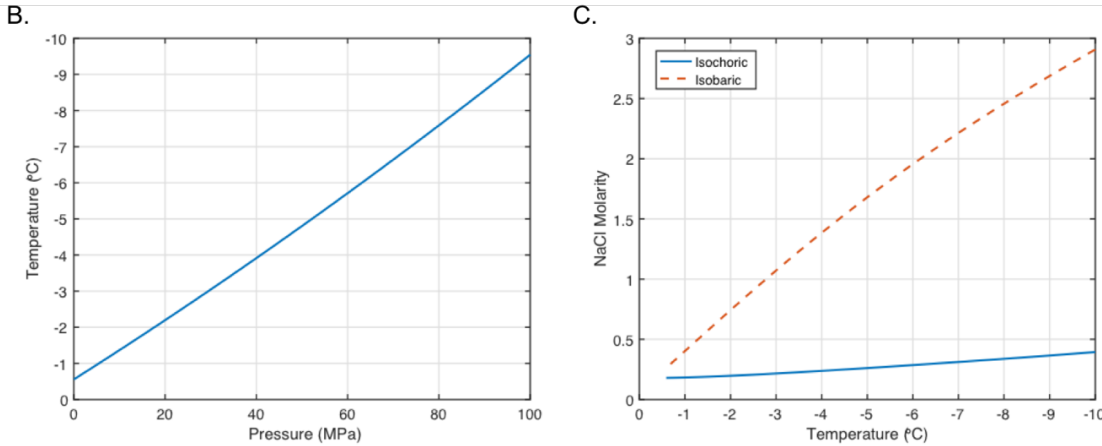 B.
-10
-9
-8
-7
-6
-5
-4
-3
-2
-1
0
0 20 40 60 80 100
Temperature (ºC)
Pressure (MPa)
C.
3
2.5
2
1.5
1
0.5
0
0 -1 -2 -3 -4 -5 -6 -7 -8 -9 -10
NaCl Molarity
Temperature (ºC)
Isochoric
Isobaric